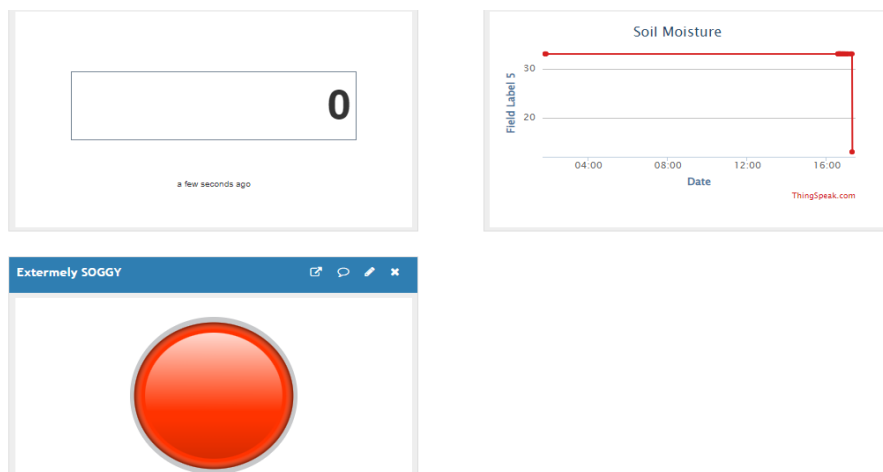 0
a few seconds ago
Soil Moisture
Field Label 5
30
20
04:00 08:00 12:00 16:00
Date
ThingSpeak.com
Extermely SOGGY